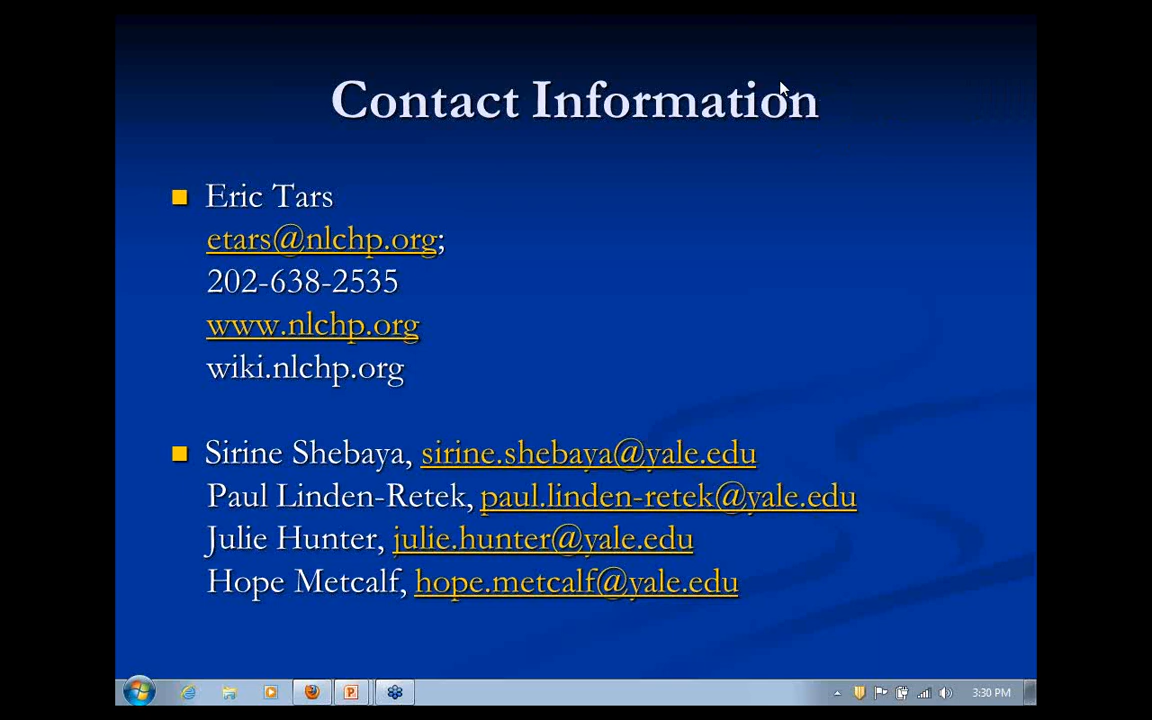 Contact Information
Eric Tars
etars@nlchp.org;
202-638-2535
www.nlchp.org
wiki.nlchp.org
Sirine Shebaya, sirine.shebaya@yale.edu
Paul Linden-Retek, paul.linden-retek@yale.edu
Julie Hunter, julie.hunter@yale.edu
Hope Metcalf, hope.metcalf@yale.edu
3:30 PM